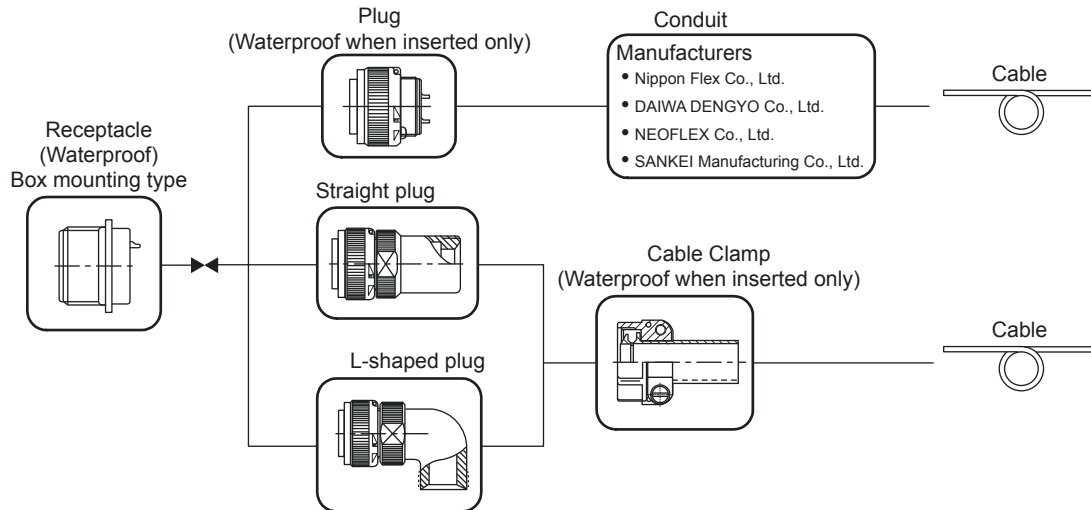 Plug
(Waterproof when inserted only)
Conduit
Manufacturers
• Nippon Flex Co., Ltd.
• DAIWA DENGYO Co., Ltd.
• NEOFLEX Co., Ltd.
• SANKEI Manufacturing Co., Ltd.
Cable
Receptacle
(Waterproof)
Box mounting type
Straight plug
Cable Clamp
(Waterproof when inserted only)
Cable
L-shaped plug